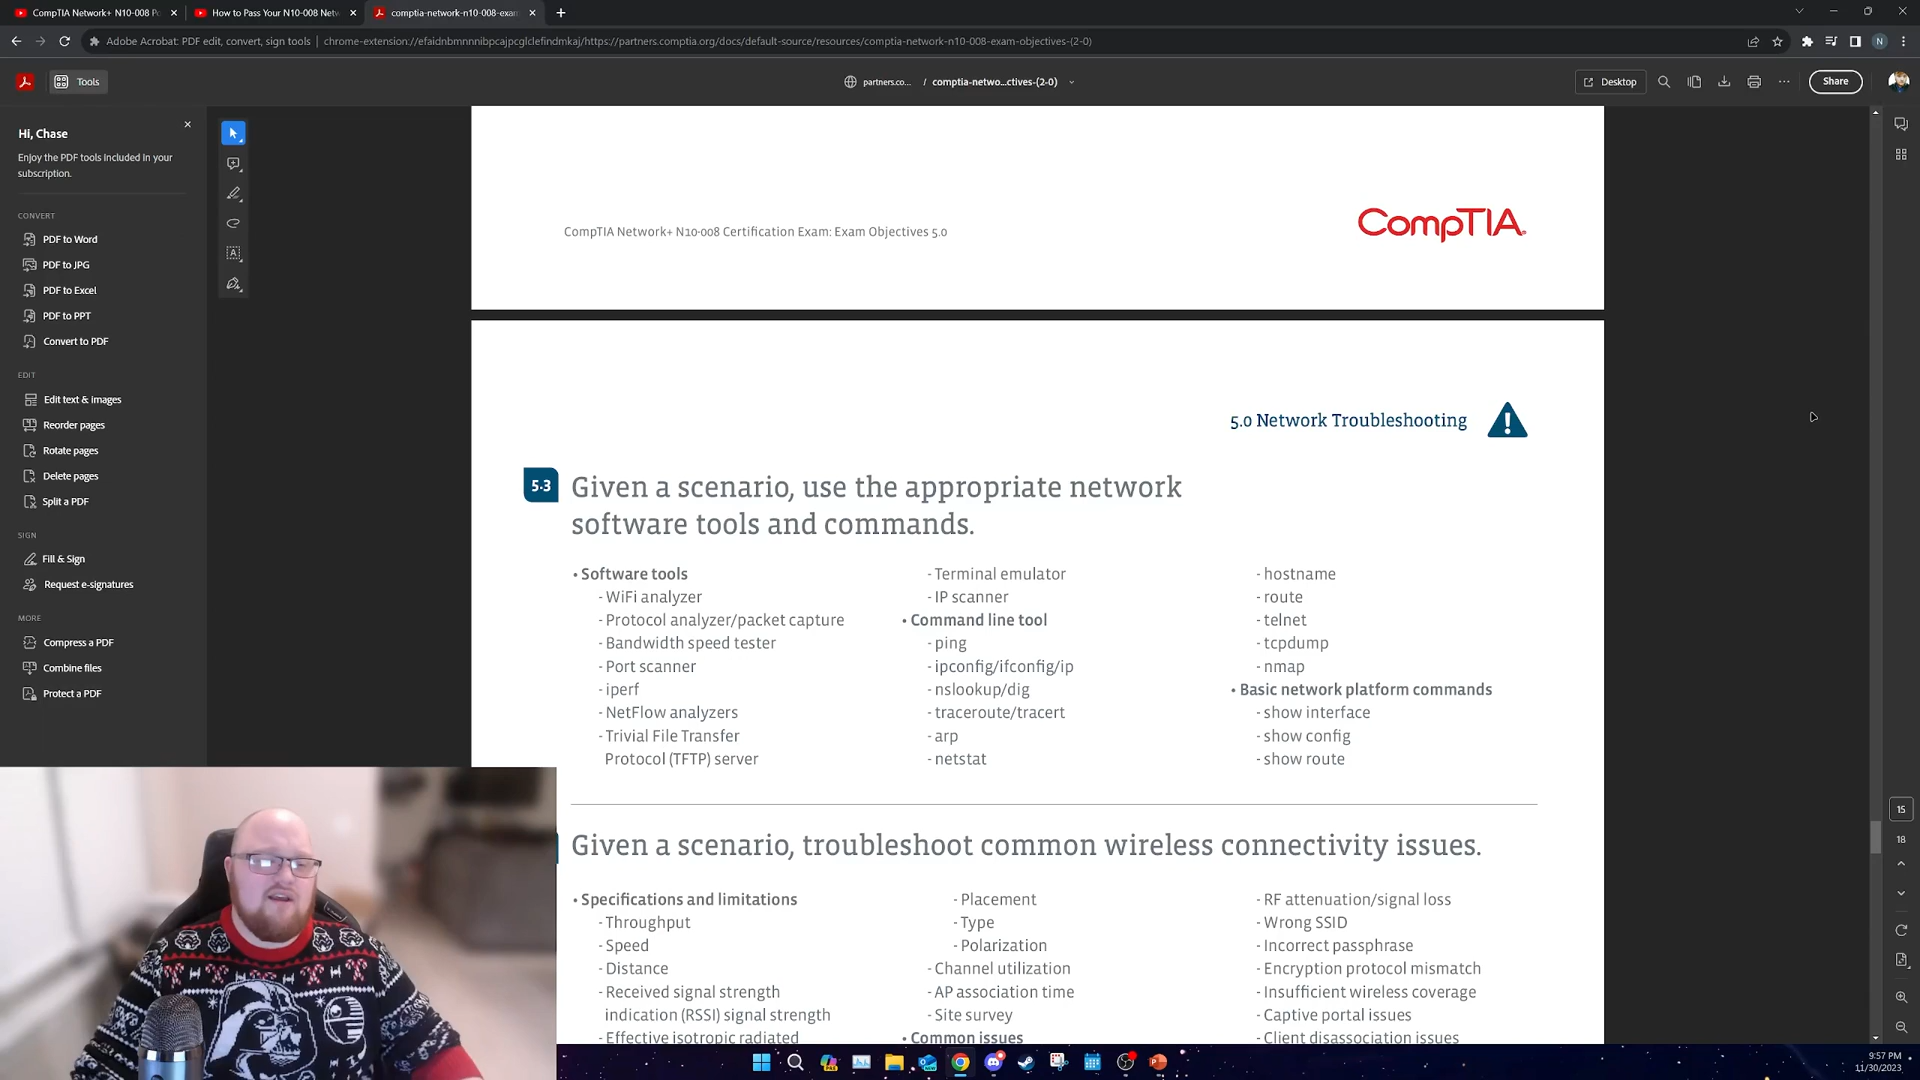 CompTIA Network+ N10-008 Po
How to Pass Your N10-008 Netw
comptia-network-n10-008-exam
Adobe Acrobat: PDF edit, convert, sign tools
chrome-extension://efaidnbmnnnibpcajpcglclefindmkaj/https://partners.comptia.org/docs/default-source/resources/comptia-network-n10-008-exam-objectives-(2-0)
N
Tools
partners.co... / comptia-netwo...ctives-(2-0)
Desktop
Share
Hi, Chase
Enjoy the PDF tools included in your
subscription.
CONVERT
PDF to Word
PDF to JPG
PDF to Excel
PDF to PPT
Convert to PDF
EDIT
Edit text & images
Reorder pages
Rotate pages
Delete pages
Split a PDF
SIGN
Fill & Sign
Request e-signatures
MORE
Compress a PDF
Combine files
Protect a PDF
CompTIA Network+ N10-008 Certification Exam: Exam Objectives 5.0
CompTIA.
5.0 Network Troubleshooting
5.3 Given a scenario, use the appropriate network
software tools and commands.
• Software tools
- WiFi analyzer
- Protocol analyzer/packet capture
- Bandwidth speed tester
- Port scanner
- iperf
- NetFlow analyzers
- Trivial File Transfer
Protocol (TFTP) server
- Terminal emulator
- IP scanner
• Command line tool
- ping
- ipconfig/ifconfig/ip
- nslookup/dig
- traceroute/tracert
- arp
- netstat
- hostname
- route
- telnet
- tcpdump
- nmap
• Basic network platform commands
- show interface
- show config
- show route
Given a scenario, troubleshoot common wireless connectivity issues.
• Specifications and limitations
- Throughput
- Speed
- Distance
- Received signal strength
indication (RSSI) signal strength
- Effective isotropic radiated
- Placement
- Type
- Polarization
- Channel utilization
- AP association time
- Site survey
• Common issues
- RF attenuation/signal loss
- Wrong SSID
- Incorrect passphrase
- Encryption protocol mismatch
- Insufficient wireless coverage
- Captive portal issues
- Client disassociation issues
15
18
9:57 PM
11/30/2023